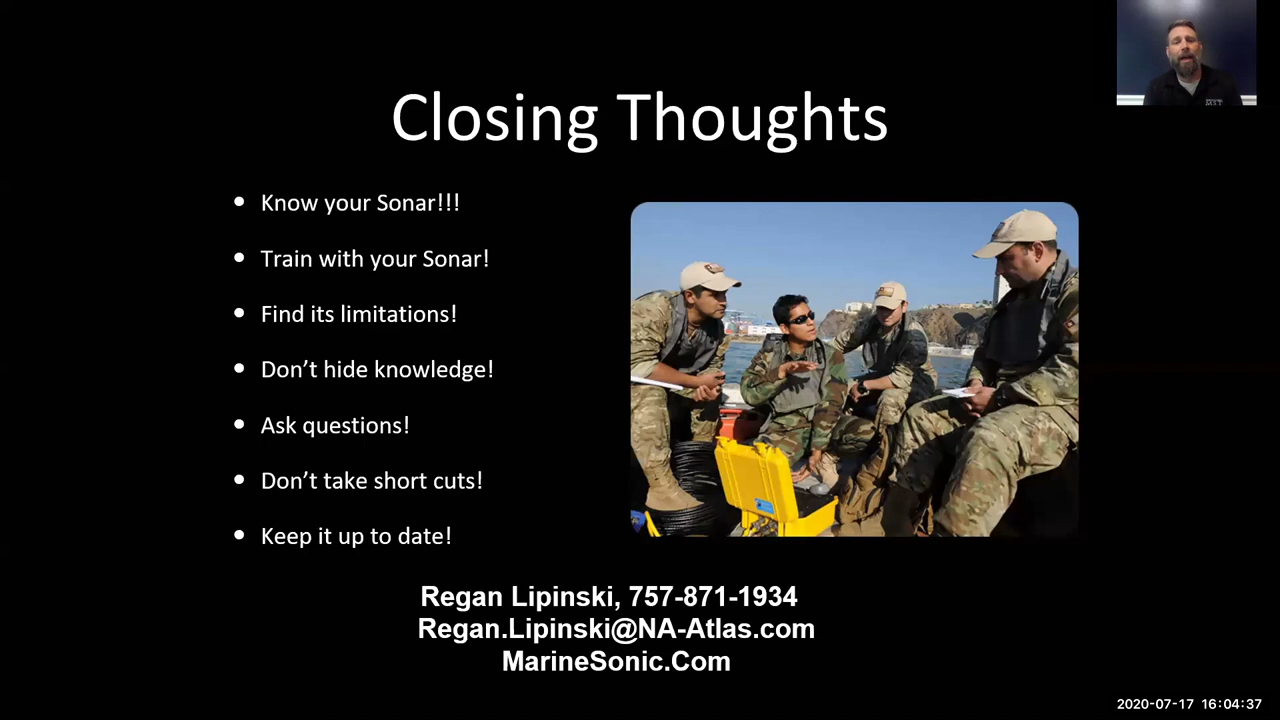 Closing Thoughts
• Know your Sonar!!!
• Train with your Sonar!
• Find its limitations!
• Don’t hide knowledge!
• Ask questions!
• Don’t take short cuts!
• Keep it up to date!
Regan Lipinski, 757-871-1934
Regan.Lipinski@NA-Atlas.com
MarineSonic.Com
2020-07-17 16:04:37